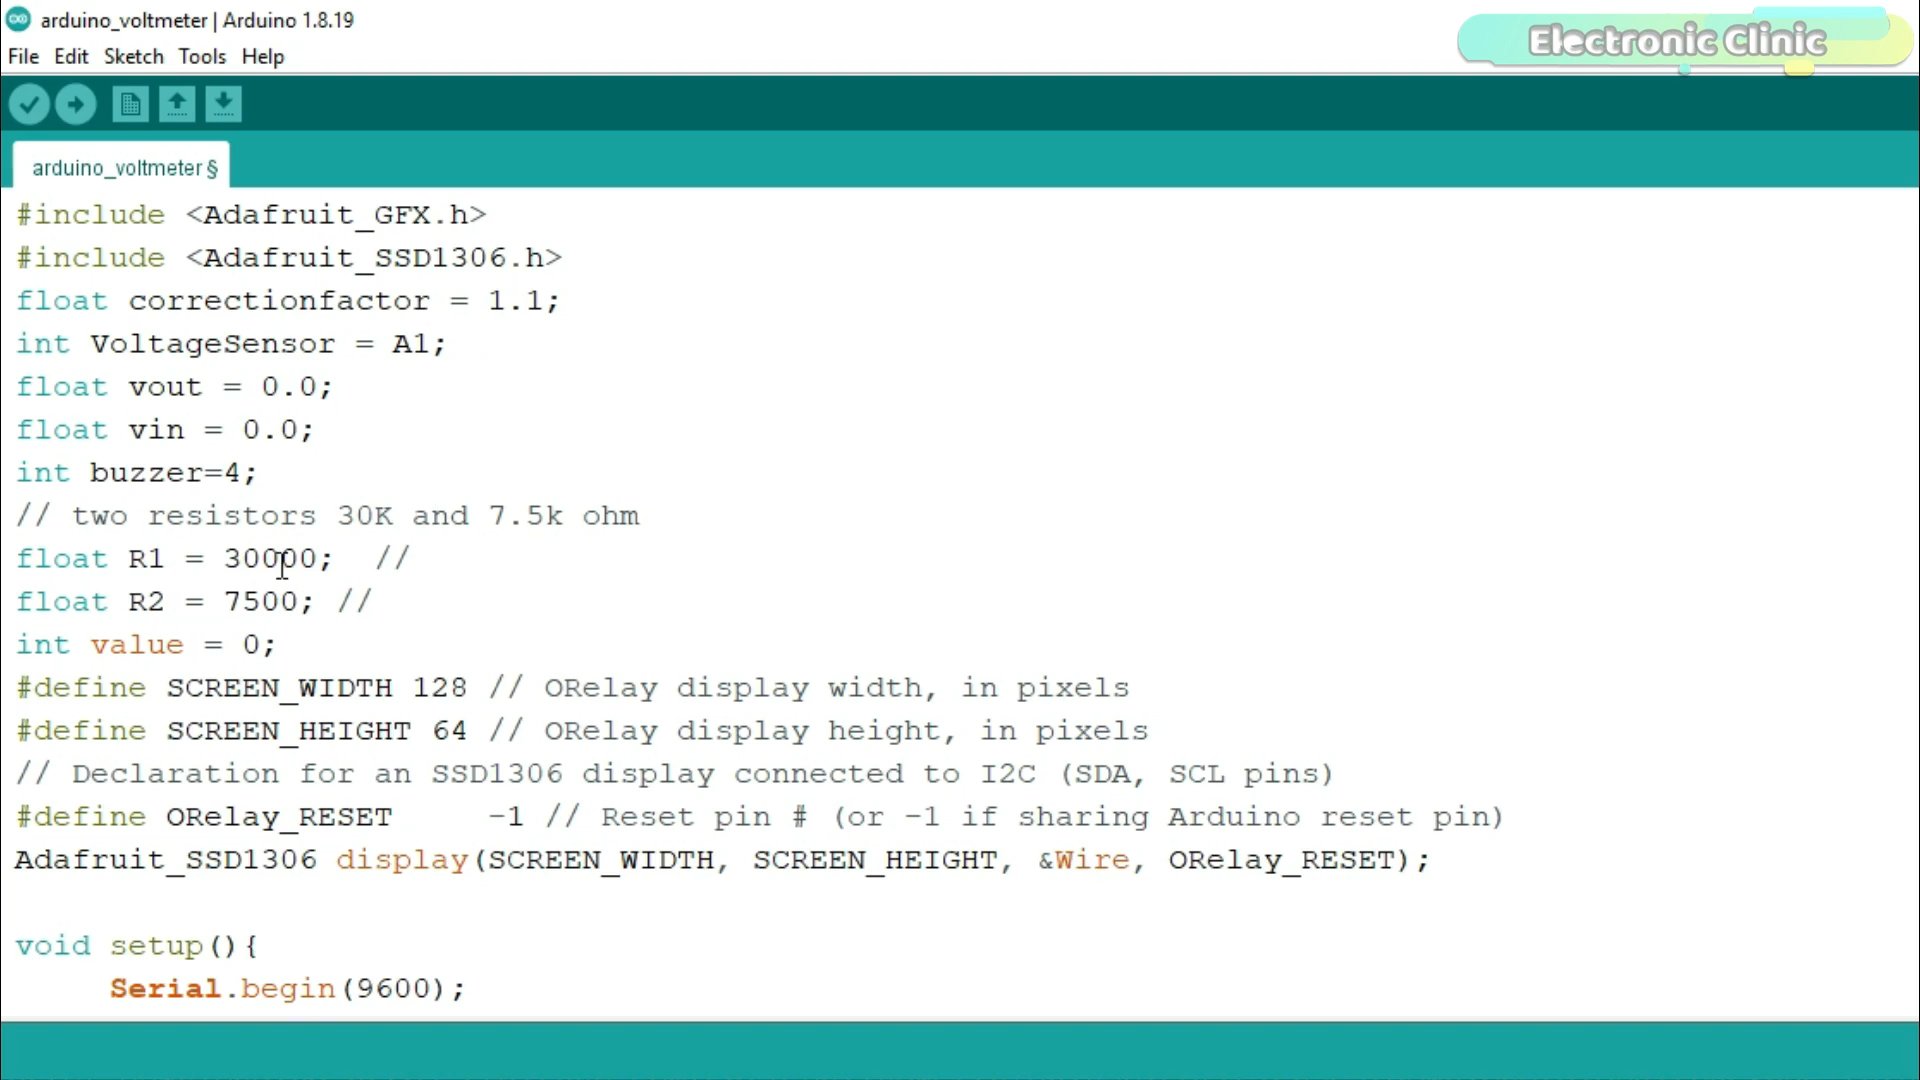 arduino_voltmeter | Arduino 1.8.19
Electronic Clinic
File Edit Sketch Tools Help
arduino_voltmeter §
#include <Adafruit_GFX.h>
#include <Adafruit_SSD1306.h>
float correctionfactor = 1.1;
int VoltageSensor = A1;
float vout = 0.0;
float vin = 0.0;
int buzzer=4;
// two resistors 30K and 7.5k ohm
float R1 = 30000;  //
float R2 = 7500; //
int value = 0;
#define SCREEN_WIDTH 128 // ORelay display width, in pixels
#define SCREEN_HEIGHT 64 // ORelay display height, in pixels
// Declaration for an SSD1306 display connected to I2C (SDA, SCL pins)
#define ORelay_RESET     -1 // Reset pin # (or -1 if sharing Arduino reset pin)
Adafruit_SSD1306 display(SCREEN_WIDTH, SCREEN_HEIGHT, &Wire, ORelay_RESET);
void setup(){
Serial.begin(9600);